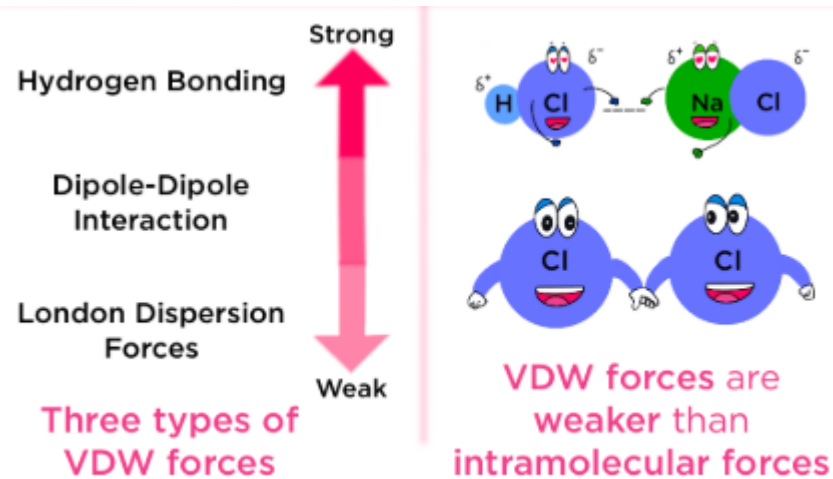 Strong
Hydrogen Bonding
Dipole-Dipole
Interaction
London Dispersion
Forces
Weak
Three types of
VDW forces
δ+ H Cl δ-
δ+ Na Cl δ-
Cl Cl
VDW forces are
weaker than
intramolecular forces